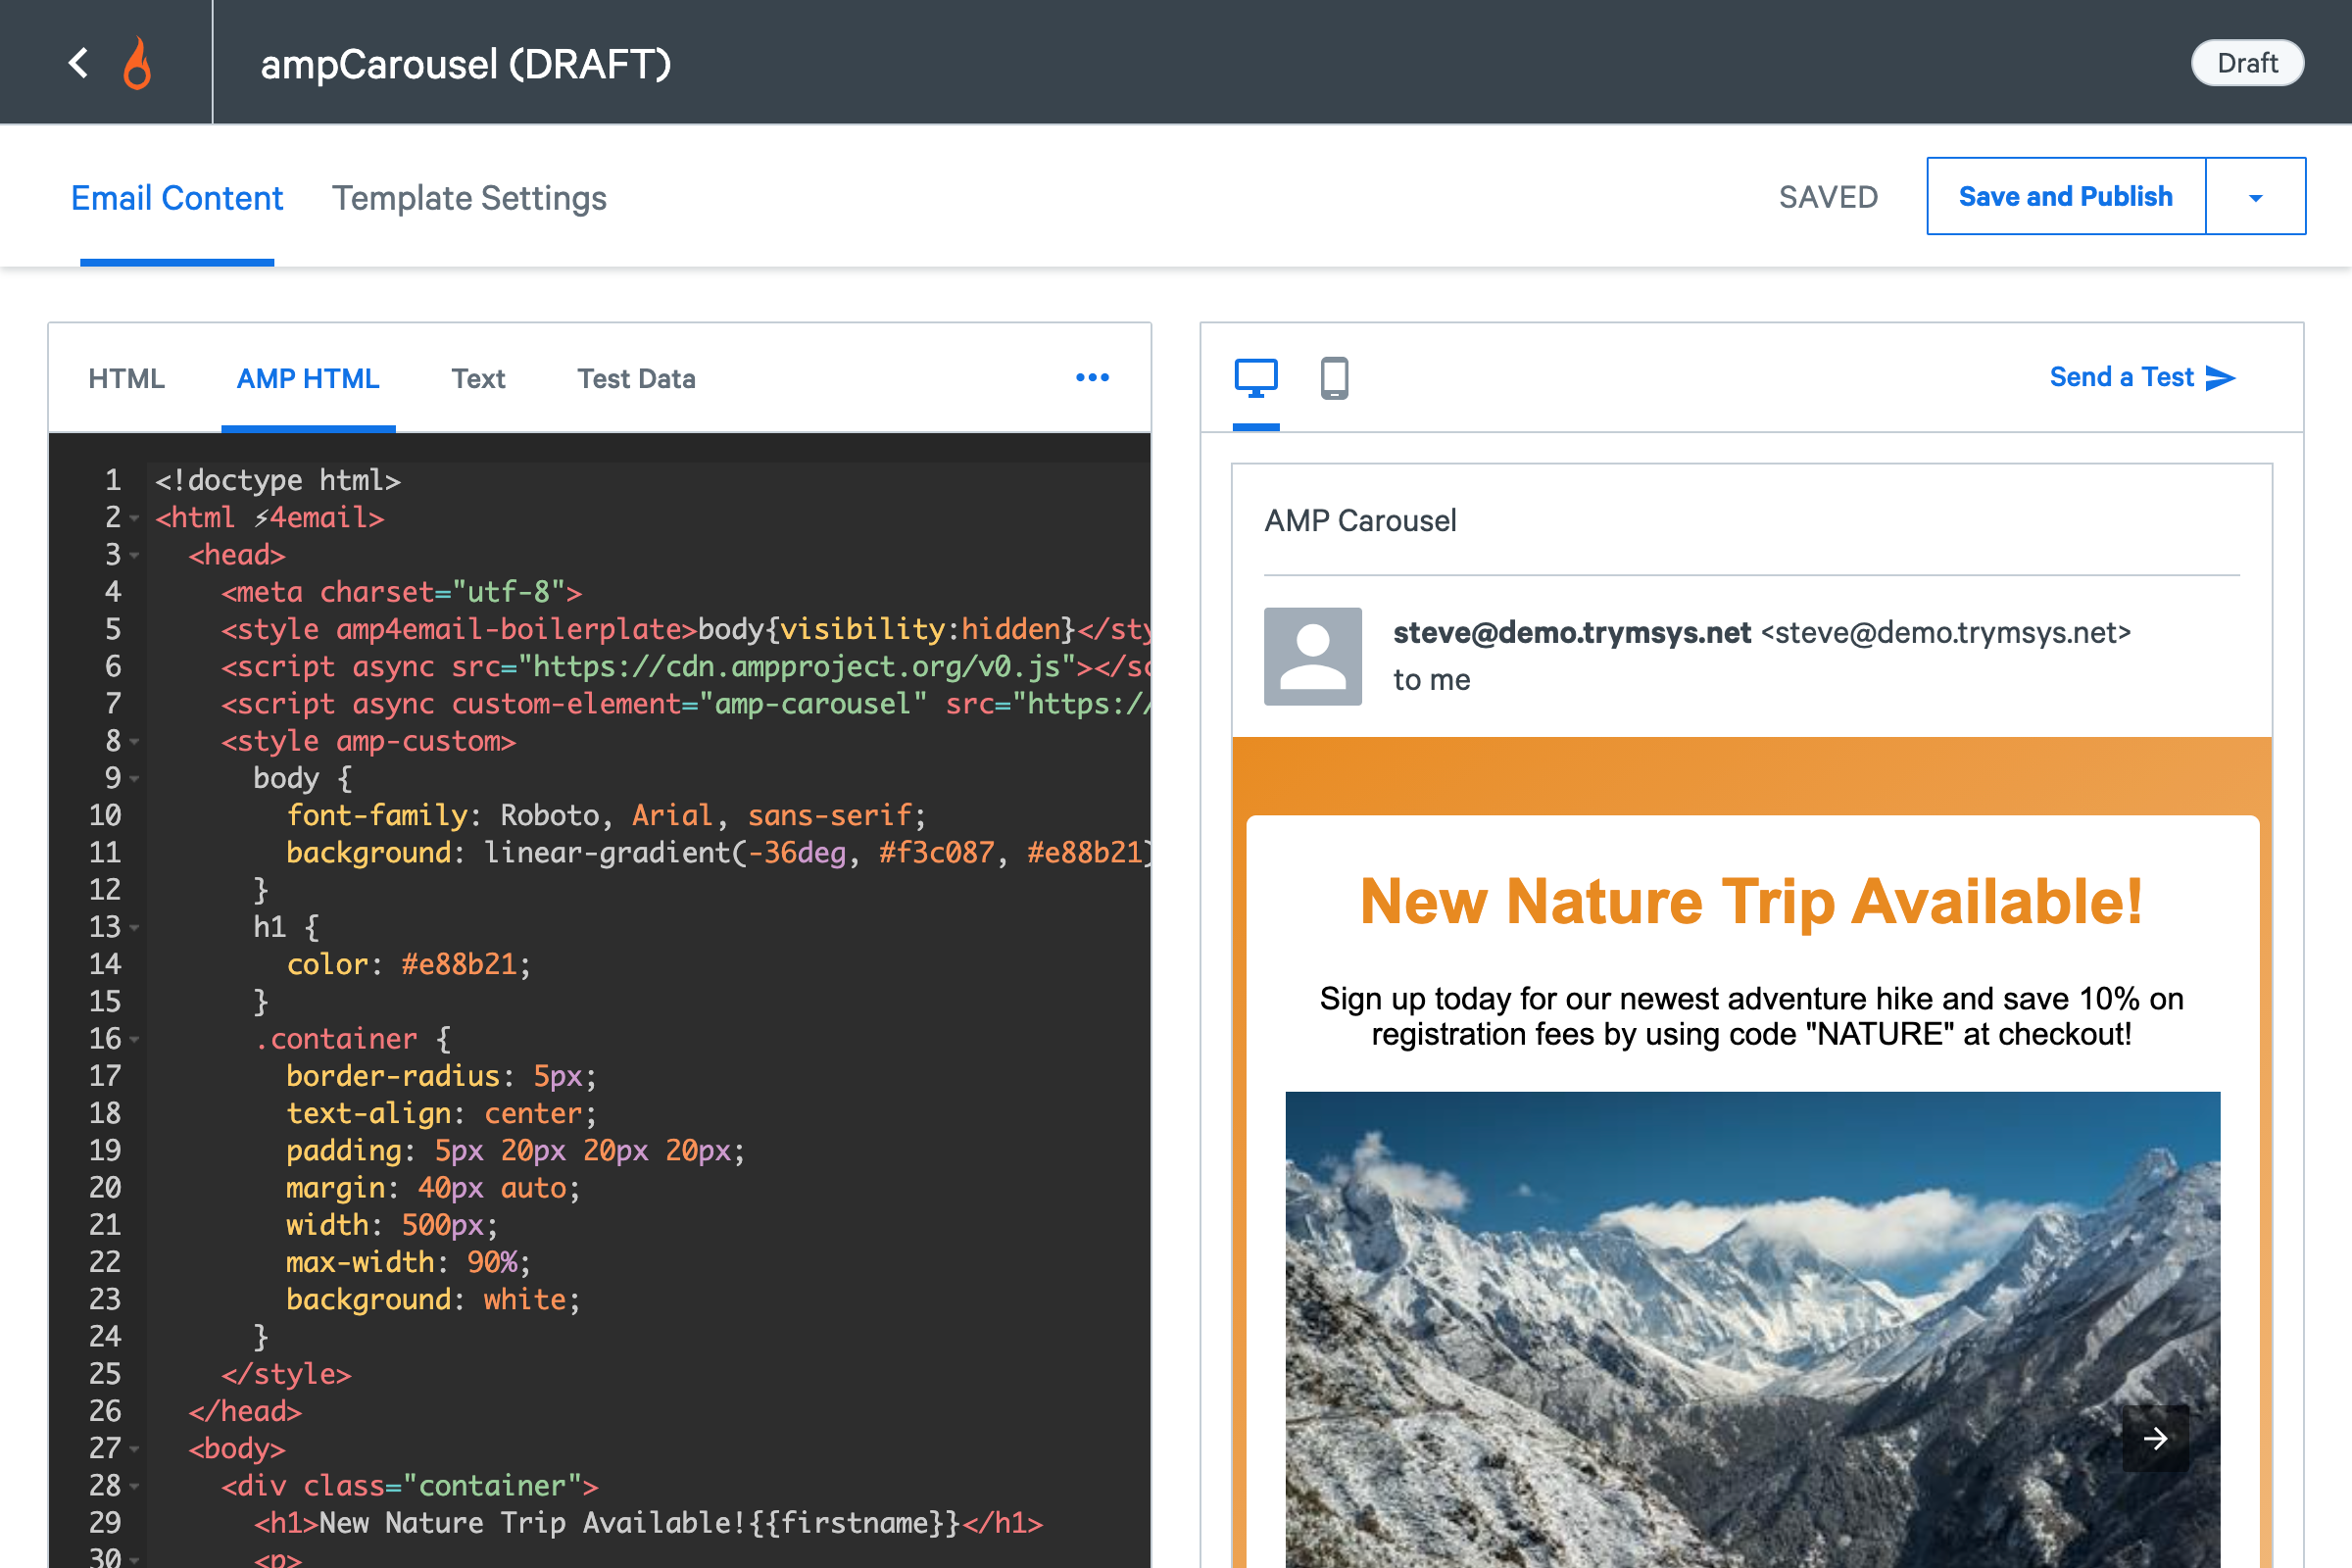 ampCarousel (DRAFT)
Draft
Email Content
Template Settings
SAVED
Save and Publish
HTML
AMP HTML
Text
Test Data
1 <!doctype html>
2 <html ⚡4email>
3 <head>
4 <meta charset="utf-8">
5 <style amp4email-boilerplate>body{visibility:hidden}</sty
6 <script async src="https://cdn.ampproject.org/v0.js"></sc
7 <script async custom-element="amp-carousel" src="https:/
8 <style amp-custom>
9 body {
10 font-family: Roboto, Arial, sans-serif;
11 background: linear-gradient(-36deg, #f3c087, #e88b21)
12 }
13 h1 {
14 color: #e88b21;
15 }
16 .container {
17 border-radius: 5px;
18 text-align: center;
19 padding: 5px 20px 20px 20px;
20 margin: 40px auto;
21 width: 500px;
22 max-width: 90%;
23 background: white;
24 }
25 </style>
26 </head>
27 <body>
28 <div class="container">
29 <h1>New Nature Trip Available!{{firstname}}</h1>
30 <p>
Send a Test
AMP Carousel
steve@demo.trymsys.net <steve@demo.trymsys.net>
to me
New Nature Trip Available!
Sign up today for our newest adventure hike and save 10% on
registration fees by using code "NATURE" at checkout!